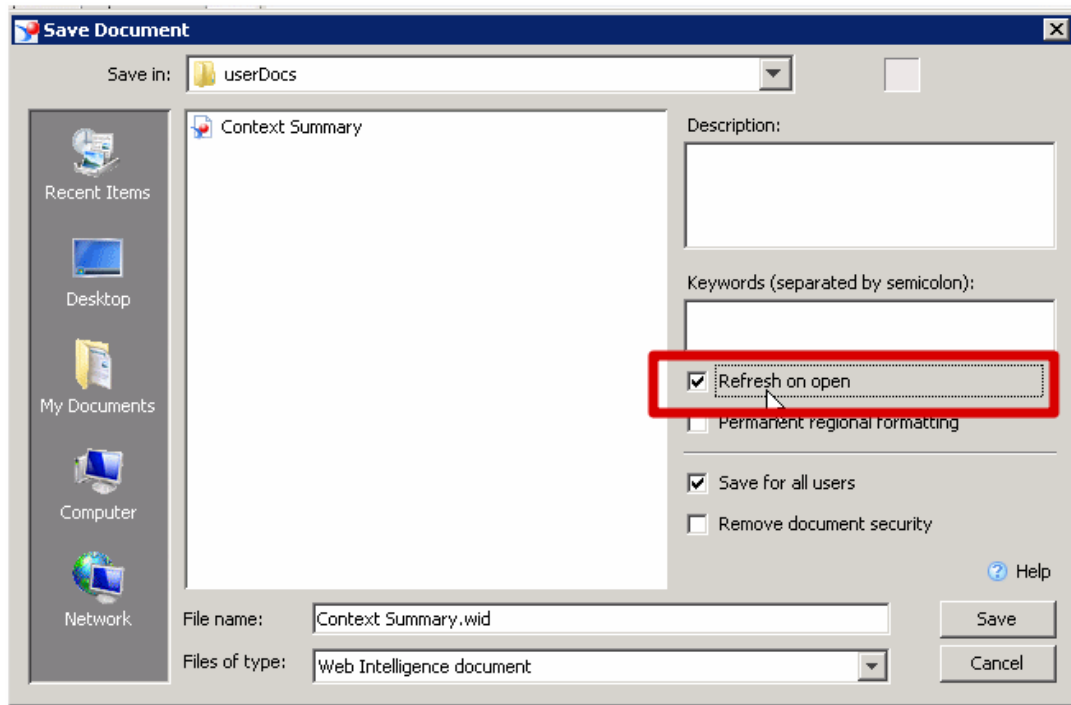 Save Document
Save in:
userDocs
Recent Items
Desktop
My Documents
Computer
Network
Context Summary
Description:
Keywords (separated by semicolon):
Refresh on open
Permanent regional formatting
Save for all users
Remove document security
Help
File name:
Context Summary.wid
Save
Files of type:
Web Intelligence document
Cancel